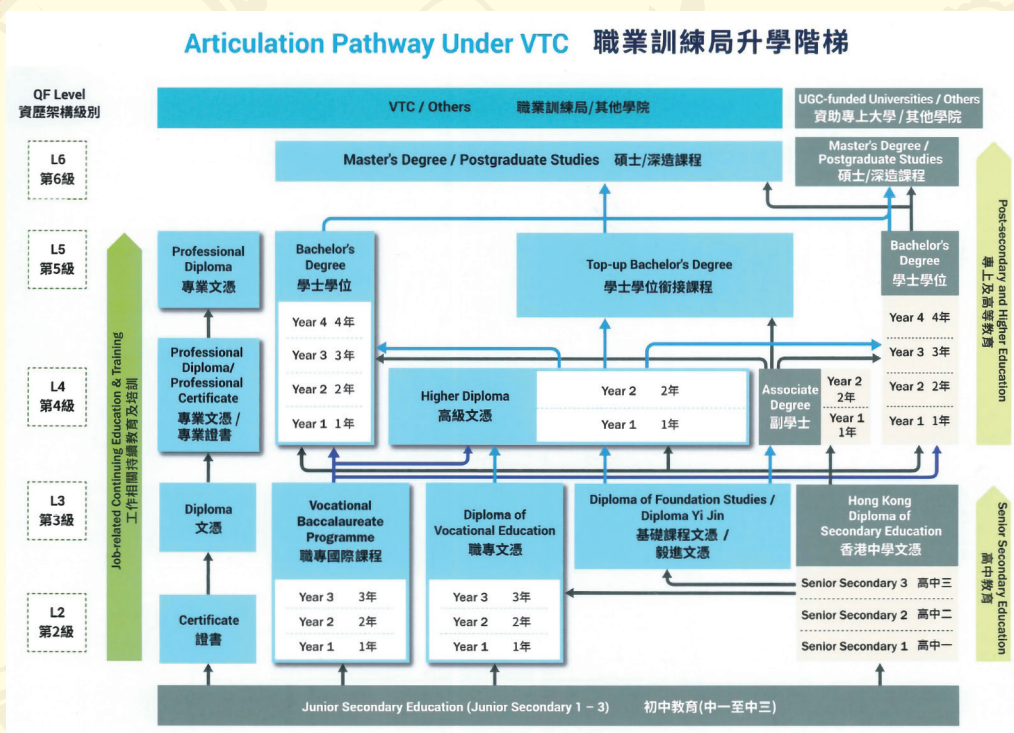 Articulation Pathway Under VTC 職業訓練局升學階梯
QF Level
資歷架構級別
VTC / Others 職業訓練局/其他學院
UGC-funded Universities / Others
資助專上大學/其他學院
L6
第6級
Master's Degree / Postgraduate Studies 碩士/深造課程
Master's Degree /
Postgraduate Studies
碩士/深造課程
L5
第5級
Professional
Diploma
專業文憑
Bachelor's
Degree
學士學位
Year 4 4年
Year 3 3年
Year 2 2年
Year 1 1年
Top-up Bachelor's Degree
學士學位銜接課程
Bachelor's
Degree
學士學位
Year 4 4年
Year 3 3年
Year 2 2年
Year 1 1年
L4
第4級
Professional
Diploma/
Professional
Certificate
專業文憑 /
專業證書
Higher Diploma
高級文憑
Year 2 2年
Year 1 1年
Associate
Degree
副學士
Year 2
2年
Year 1
1年
L3
第3級
Diploma
文憑
Vocational
Baccalaureate
Programme
職專國際課程
Year 3 3年
Year 2 2年
Year 1 1年
Diploma of
Vocational Education
職專文憑
Year 3 3年
Year 2 2年
Year 1 1年
Diploma of Foundation Studies /
Diploma Yi Jin
基礎課程文憑 /
毅進文憑
Hong Kong
Diploma of
Secondary Education
香港中學文憑
Senior Secondary 3 高中三
Senior Secondary 2 高中二
Senior Secondary 1 高中一
L2
第2級
Certificate
證書
Junior Secondary Education (Junior Secondary 1 – 3) 初中教育(中一至中三)
Job-related Continuing Education & Training
工作相關持續教育及培訓
Post-secondary and Higher Education
專上及高等教育
Senior Secondary Education
高中教育